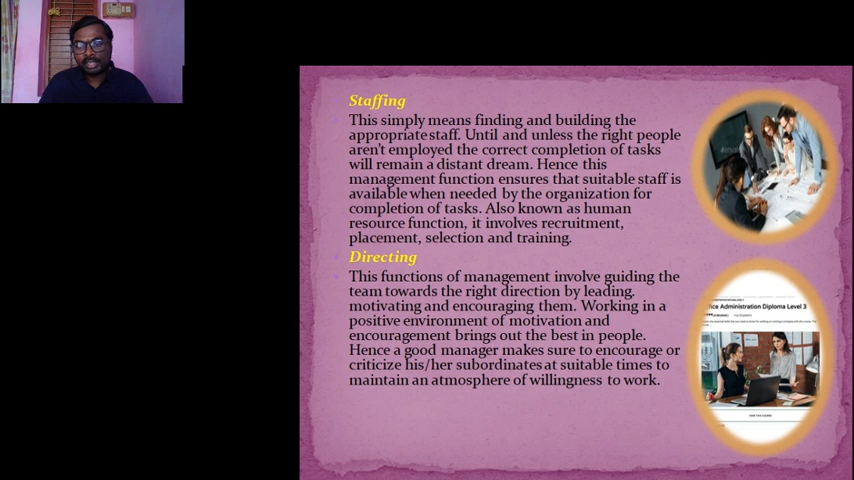 Staffing
This simply means finding and building the
appropriate staff. Until and unless the right people
aren't employed the correct completion of tasks
will remain a distant dream. Hence this
management function ensures that suitable staff is
available when needed by the organization for
completion of tasks. Also known as human
resource function, it involves recruitment,
placement, selection and training.
Directing
This functions of management involve guiding the
team towards the right direction by leading,
motivating and encouraging them. Working in a
positive environment of motivation and
encouragement brings out the best in people.
Hence a good manager makes sure to encourage or
criticize his/her subordinates at suitable times to
maintain an atmosphere of willingness to work.
Administration Diploma Level 3